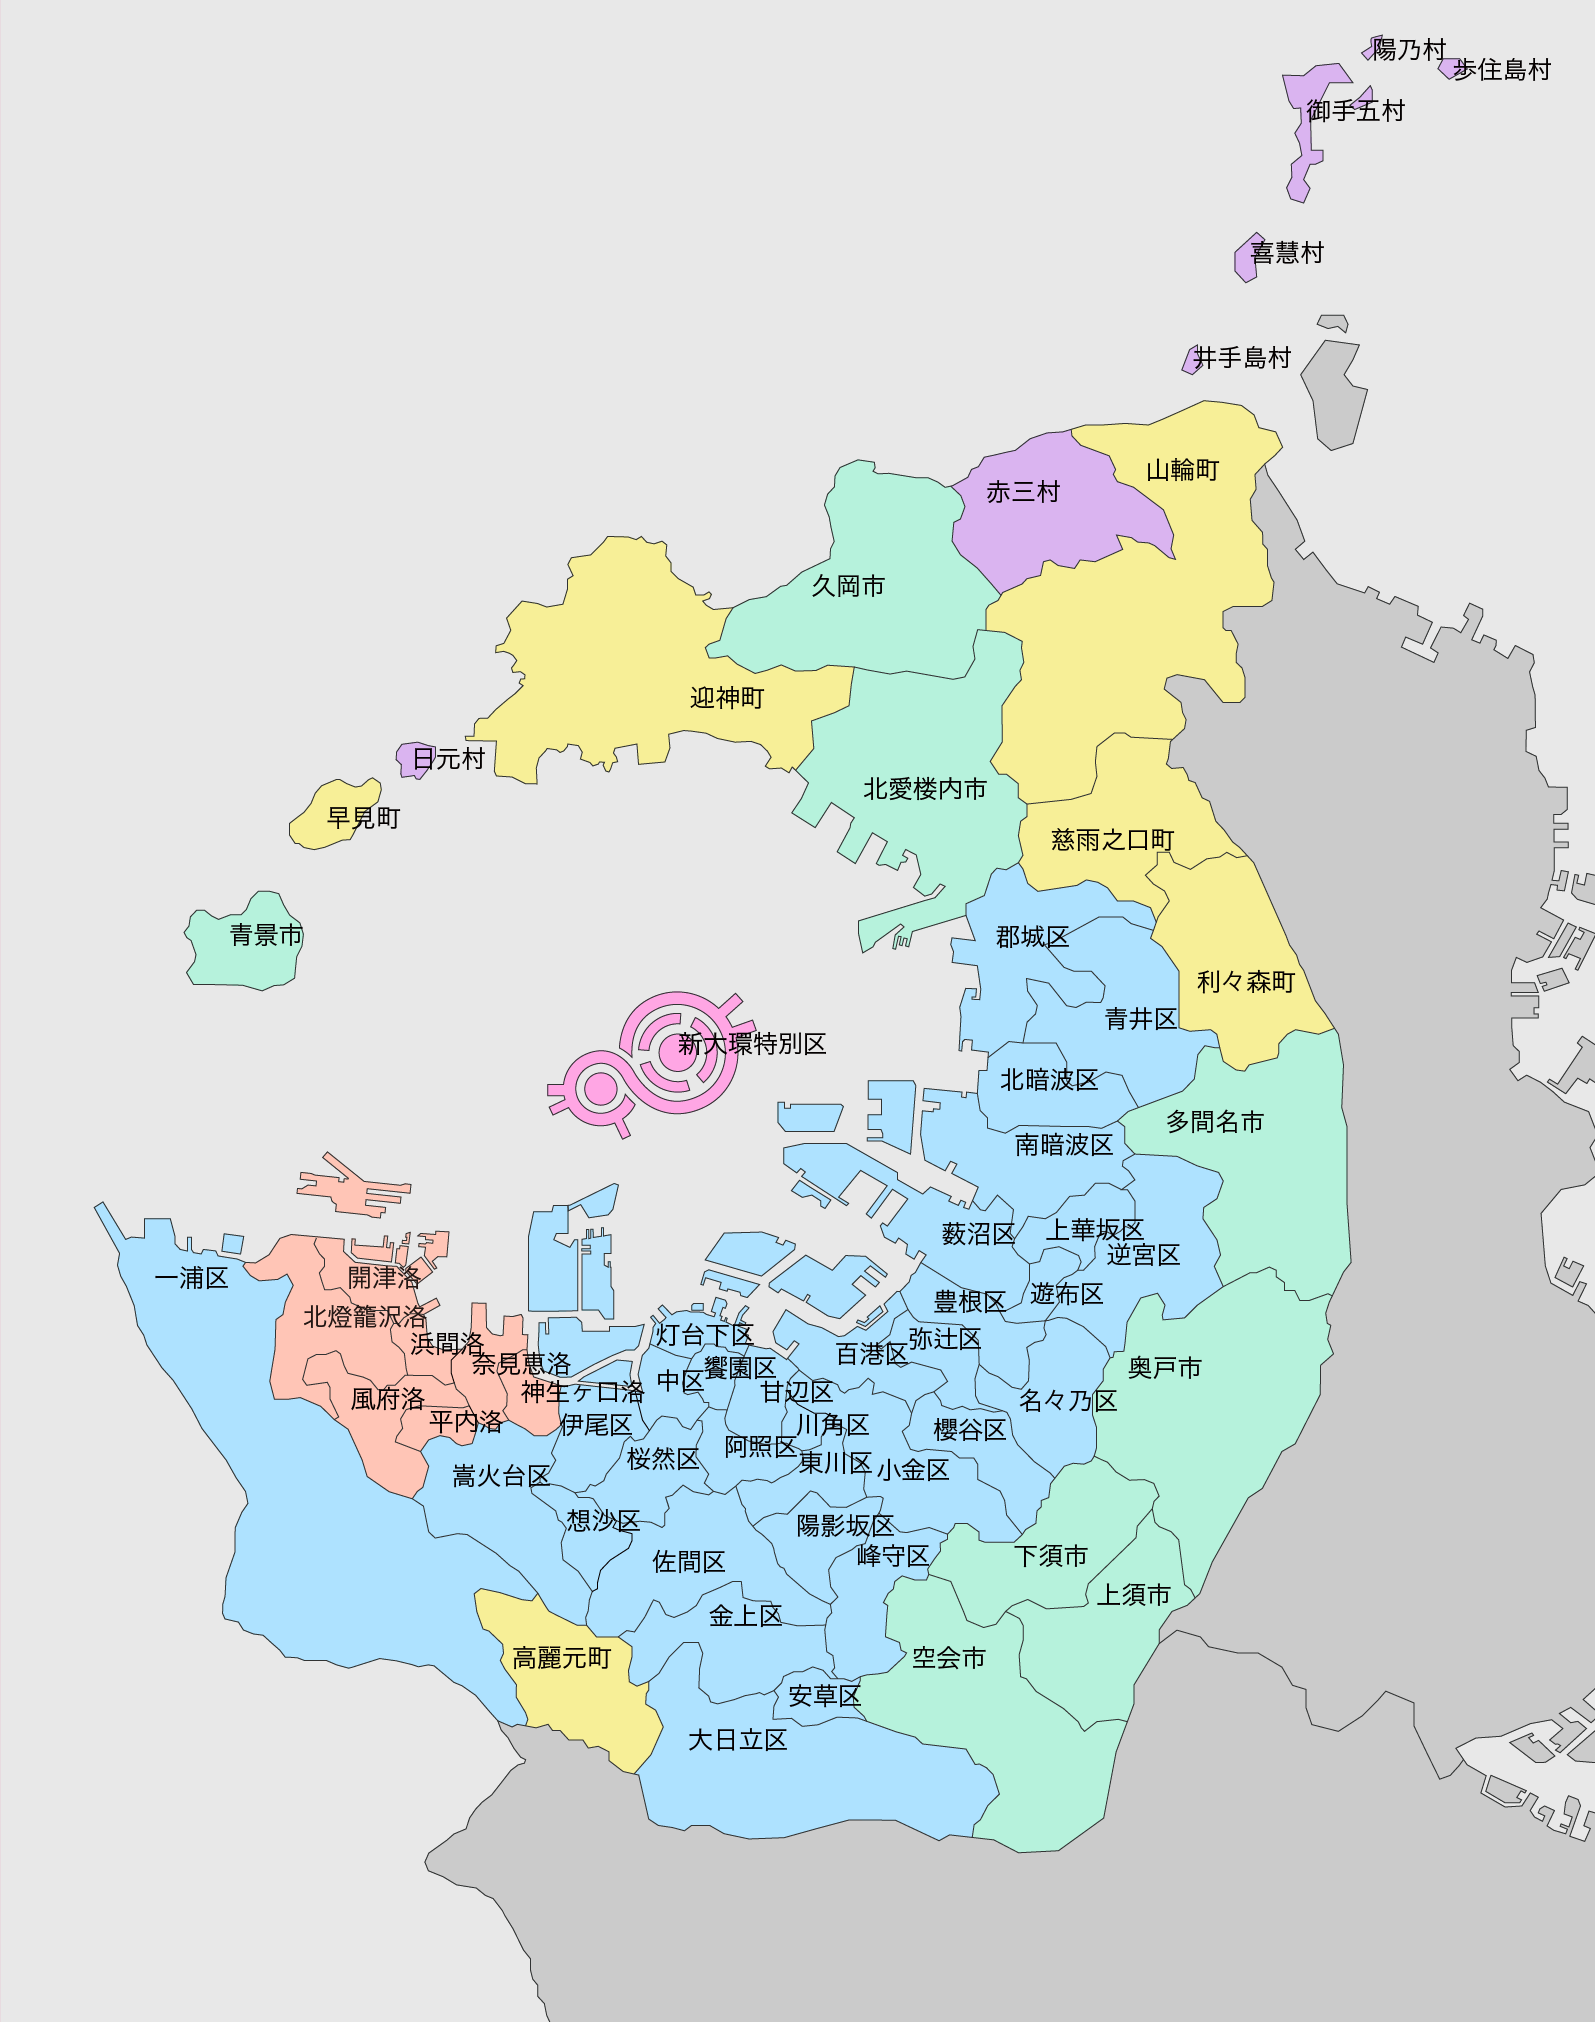 陽乃村
歩住島村
御手五村
喜慧村
井手島村
山輪町
赤三村
久岡市
迎神町
日元村
北愛楼内市
早見町
慈雨之口町
青景市
郡城区
利々森町
青井区
新大環特別区
北暗波区
多間名市
南暗波区
薮沼区
上華坂区
逆宮区
一浦区
開津洛
遊布区
豊根区
北燈籠沢洛
灯台下区
弥辻区
浜間洛
百港区
奈見恵洛
饗園区
奥戸市
中区
神生ヶ口洛
甘辺区
風府洛
名々乃区
平内洛
伊尾区
川角区
櫻谷区
阿照区
桜然区
東川区
小金区
嵩火台区
想沙区
陽影坂区
峰守区
下須市
佐間区
上須市
金上区
高麗元町
空会市
安草区
大日立区